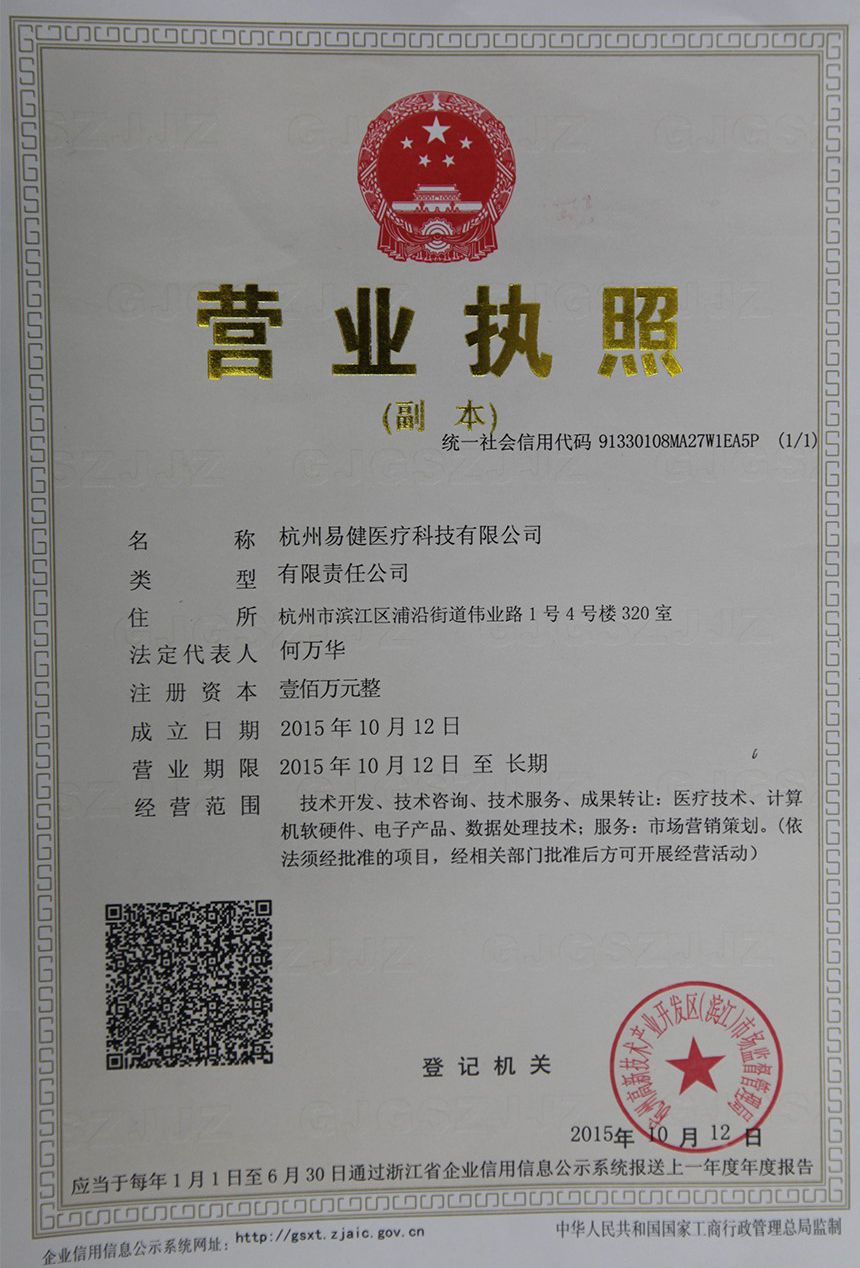 营业执照
(副 本)
统一社会信用代码 91330108MA27W1EA5P (1/1)
名称 杭州易健医疗科技有限公司
类型 有限责任公司
住所 杭州市滨江区浦沿街道伟业路1号4号楼320室
法定代表人 何万华
注册资本 壹佰万元整
成立日期 2015年10月12日
营业期限 2015年10月12日 至 长期
经营范围 技术开发、技术咨询、技术服务、成果转让：医疗技术、计算
机软硬件、电子产品、数据处理技术；服务：市场营销策划。(依
法须经批准的项目，经相关部门批准后方可开展经营活动）
杭州高新技术产业开发区(滨江)市场监督管理局
登记机关
2015年 10 月 12 日
应当于每年1月1日至6月30日通过浙江省企业信用信息公示系统报送上一年度年度报告
企业信用信息公示系统网址：http://gsxt.zjaic.gov.cn
中华人民共和国国家工商行政管理总局监制